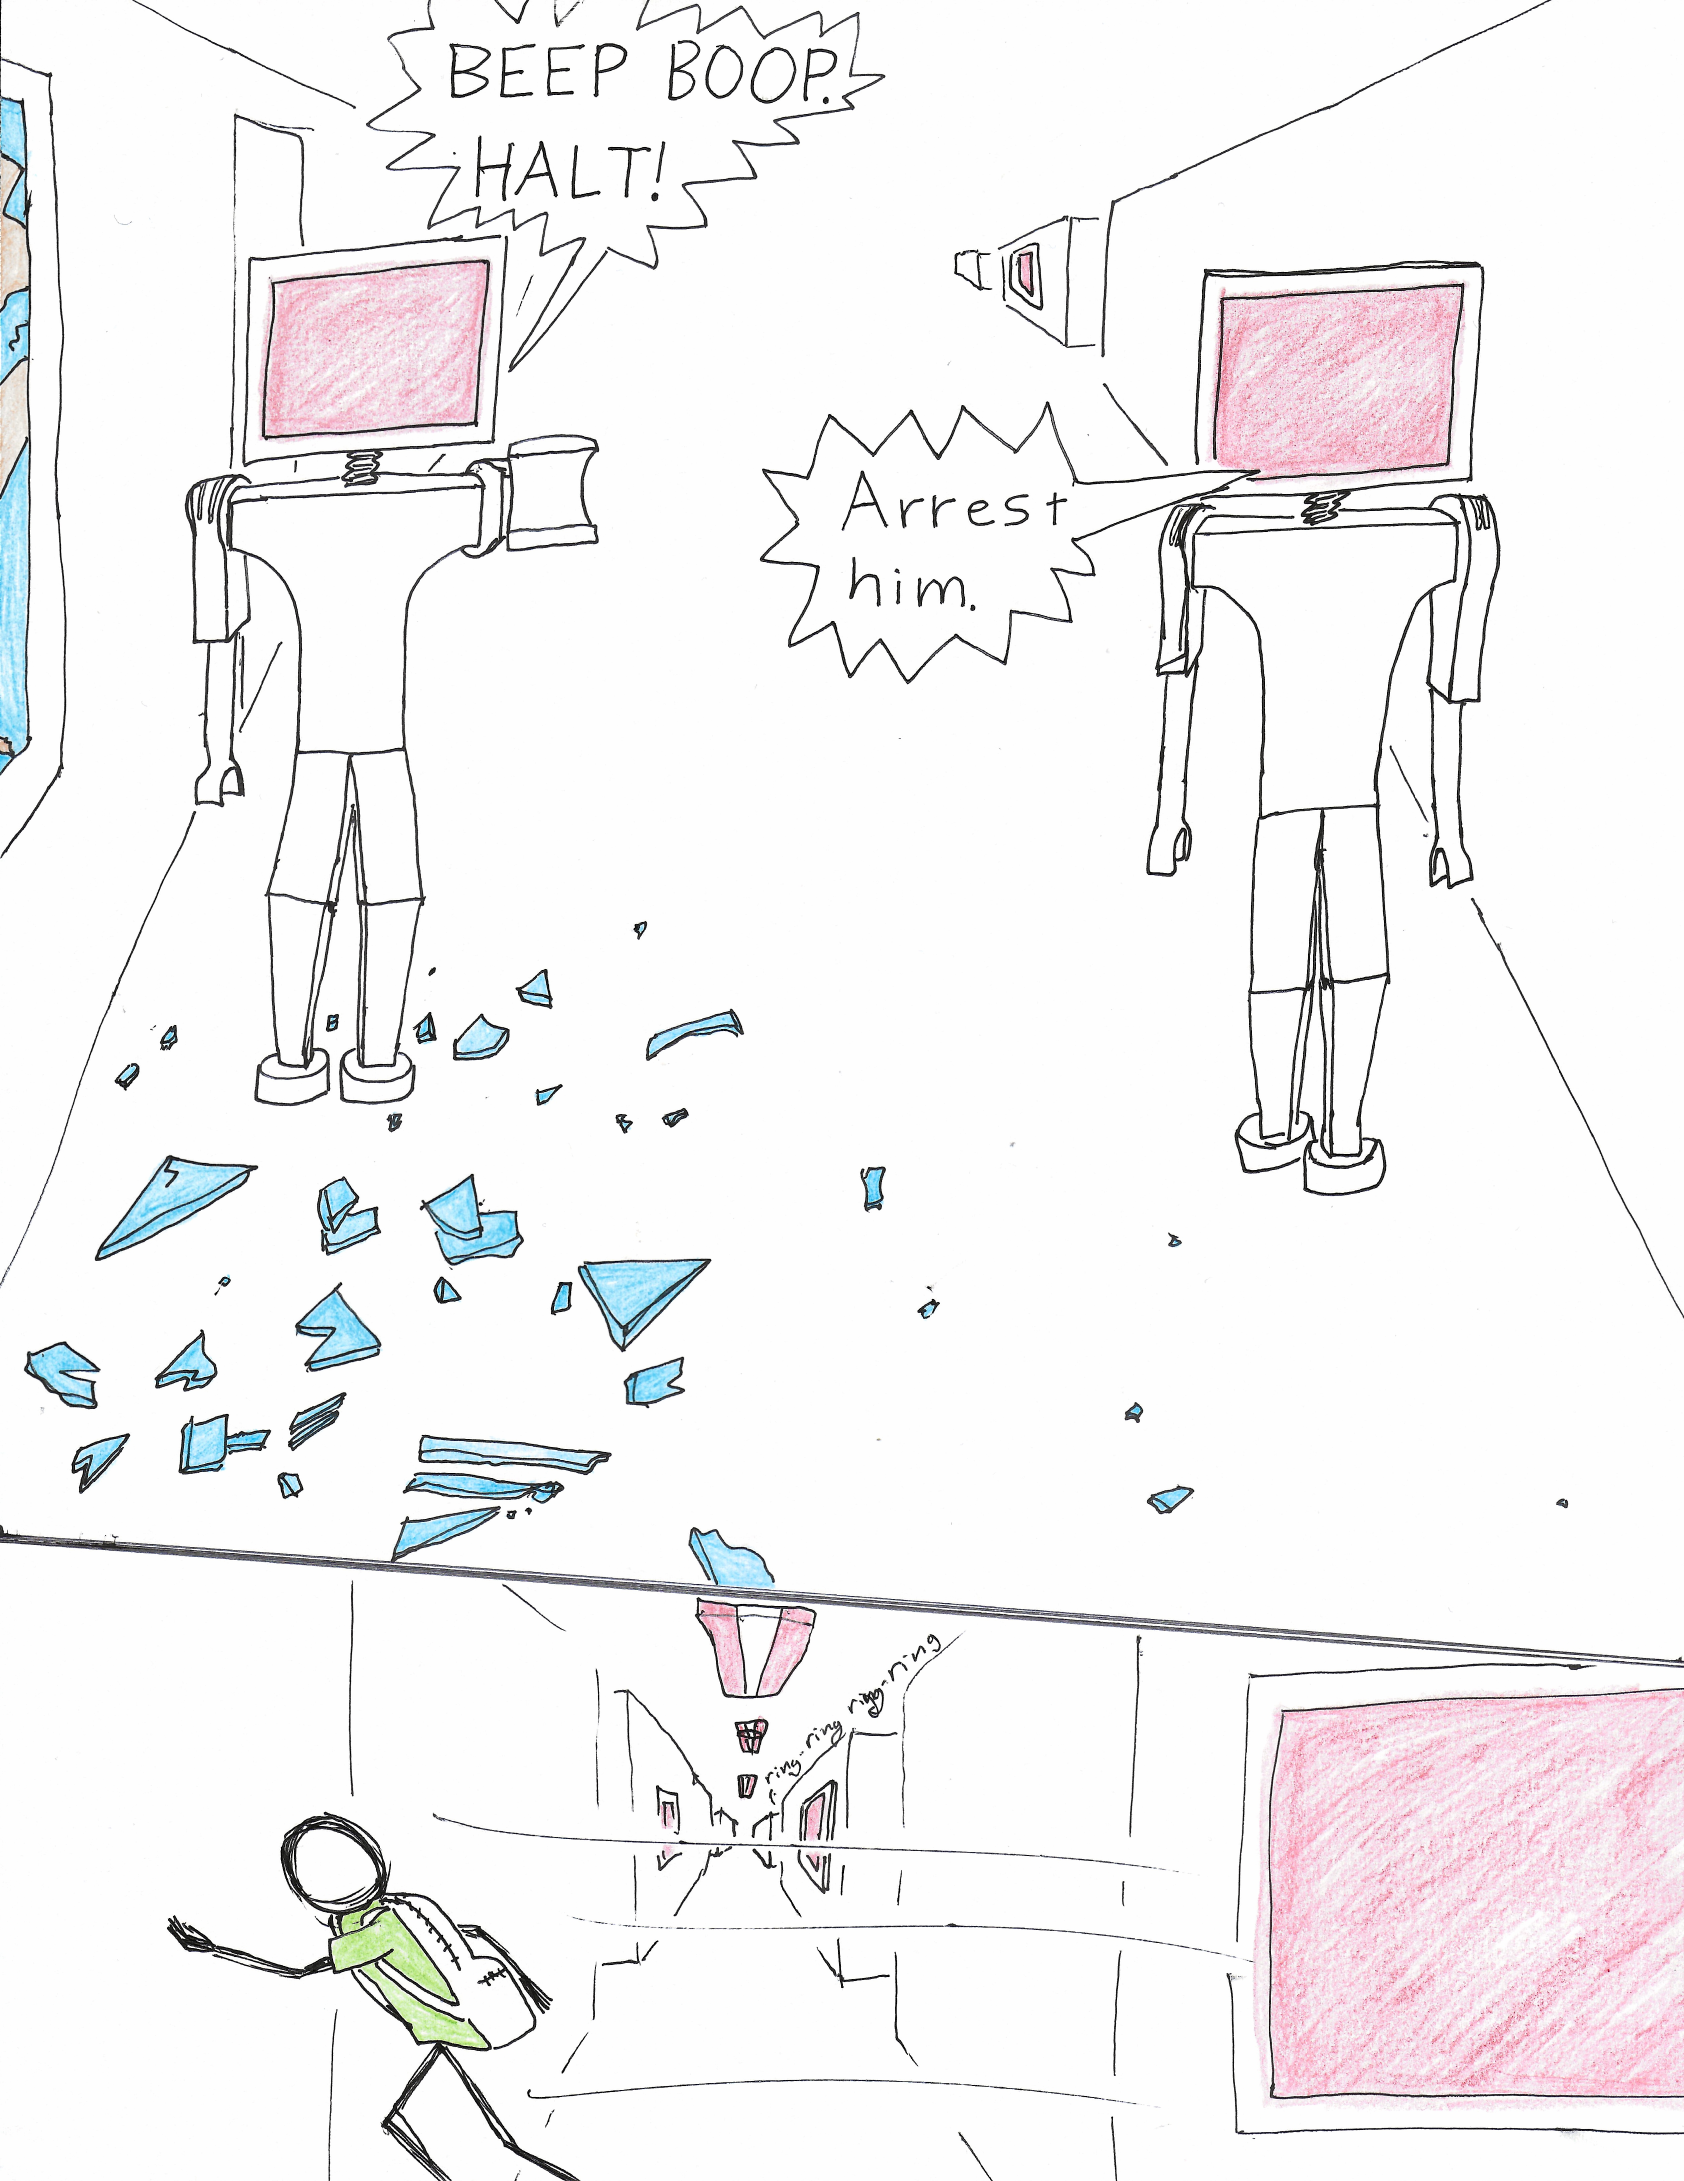 BEEP BOOP.
HALT!
Arrest
him.
ring-ring ring-ring